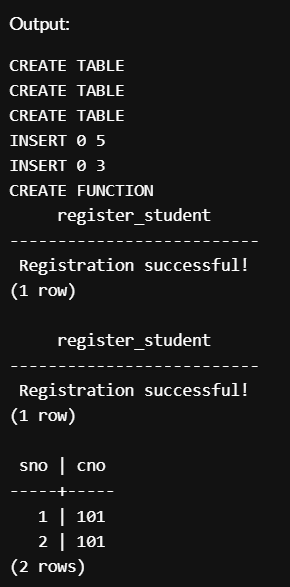 Output:
CREATE TABLE
CREATE TABLE
CREATE TABLE
INSERT 0 5
INSERT 0 3
CREATE FUNCTION
     register_student
--------------------------
 Registration successful!
(1 row)

     register_student
--------------------------
 Registration successful!
(1 row)

 sno | cno
-----+-----
   1 | 101
   2 | 101
(2 rows)